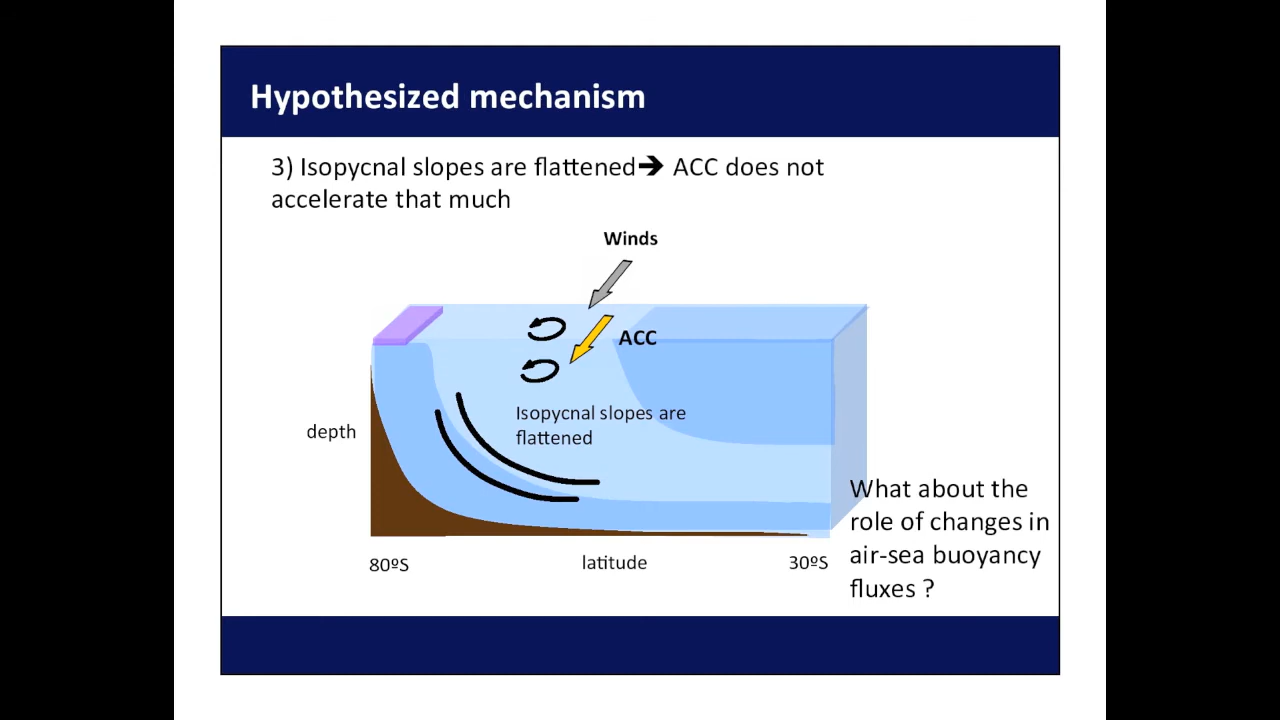 Hypothesized mechanism
3) Isopycnal slopes are flattened➔ ACC does not
accelerate that much
Winds
ACC
Isopycnal slopes are
flattened
depth
What about the
role of changes in
air-sea buoyancy
fluxes ?
80ºS
latitude
30ºS